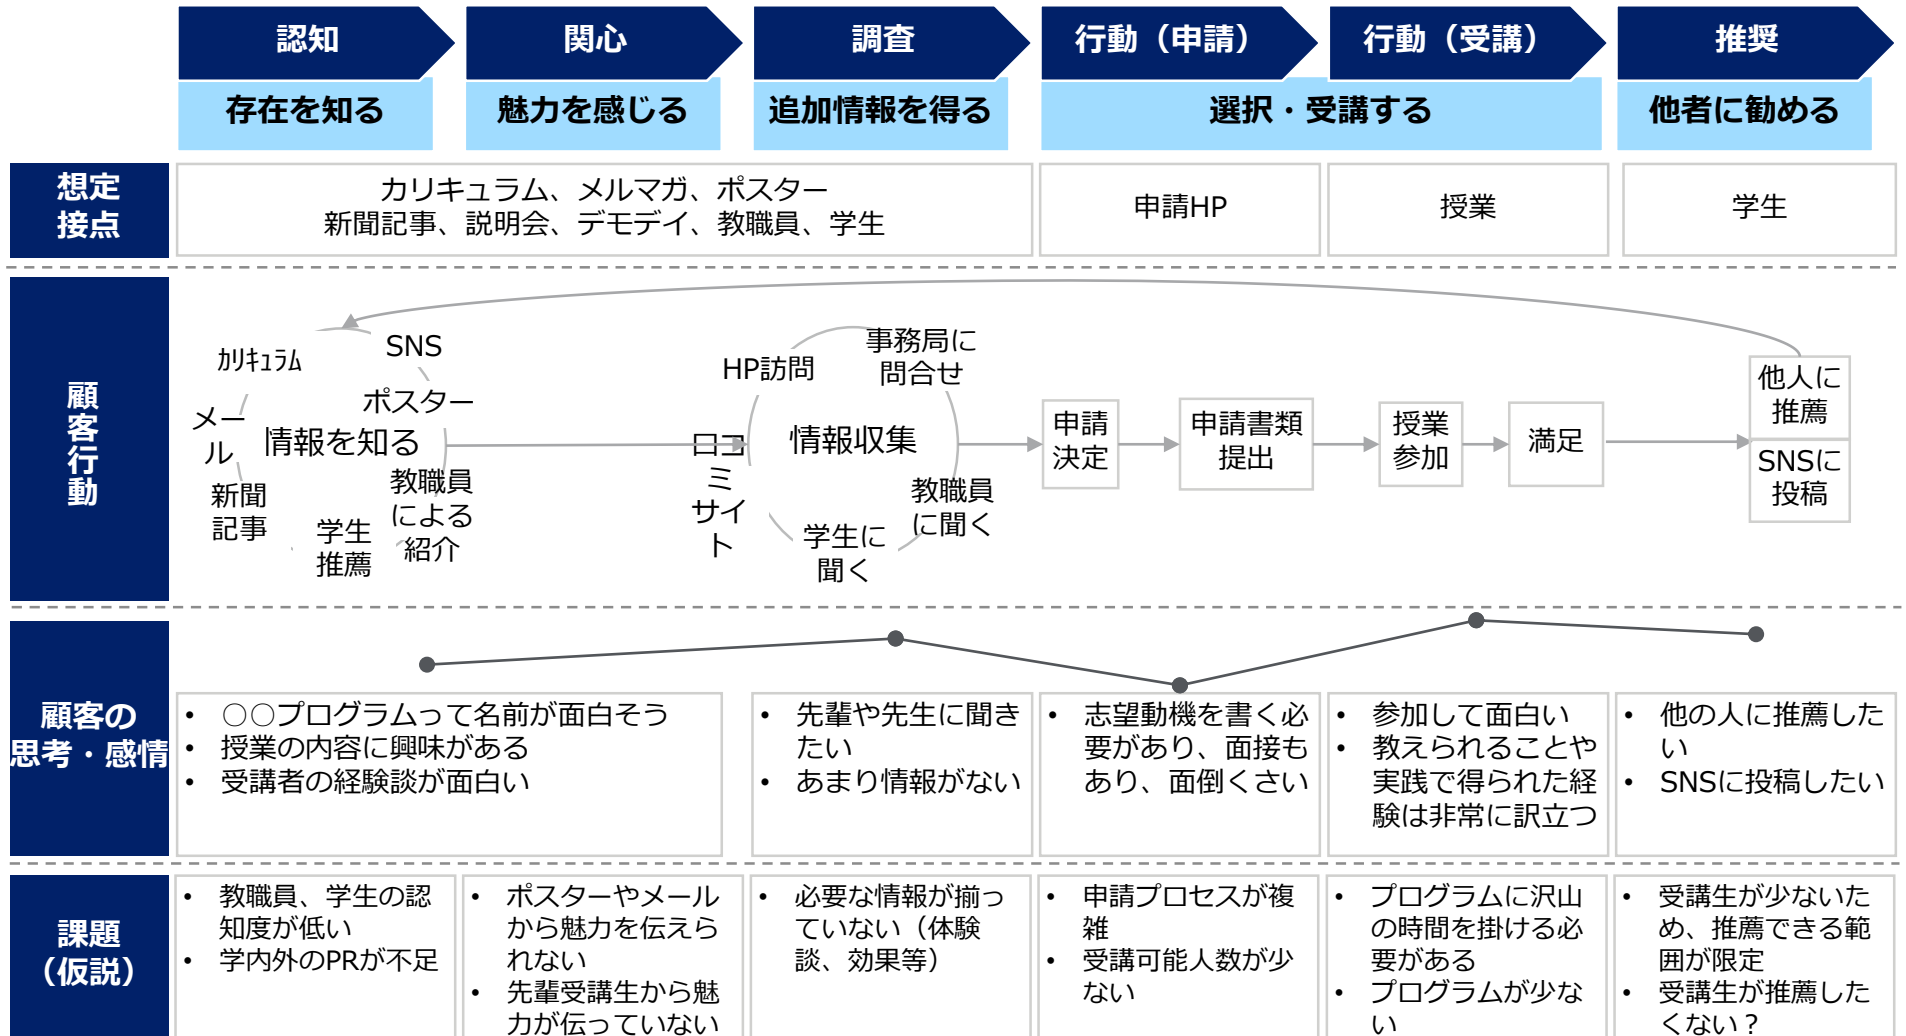 認知
関心
調査
行動（申請）
行動（受講）
推奨
存在を知る
魅力を感じる
追加情報を得る
選択・受講する
他者に勧める
想定
接点
カリキュラム、メルマガ、ポスター
新聞記事、説明会、デモデイ、教職員、学生
申請HP
授業
学生
顧客行動
ｶﾘｷｭﾗﾑ
SNS
ポスター
メー
ル
情報を知る
新聞
記事
学生
推薦
教職員
による
紹介
HP訪問
事務局に
問合せ
口コ
ミ
サイ
ト
情報収集
教職員
に聞く
学生に
聞く
申請
決定
申請書類
提出
授業
参加
満足
他人に
推薦
SNSに
投稿
顧客の
思考・感情
• ○○プログラムって名前が面白そう
• 授業の内容に興味がある
• 受講者の経験談が面白い
• 先輩や先生に聞き
たい
• あまり情報がない
• 志望動機を書く必
要があり、面接も
あり、面倒くさい
• 参加して面白い
• 教えられることや
実践で得られた経
験は非常に訳立つ
• 他の人に推薦した
い
• SNSに投稿したい
課題
（仮説）
• 教職員、学生の認
知度が低い
• 学内外のPRが不足
• ポスターやメール
から魅力を伝えら
れない
• 先輩受講生から魅
力が伝っていない
• 必要な情報が揃っ
ていない（体験
談、効果等）
• 申請プロセスが複
雑
• 受講可能人数が少
ない
• プログラムに沢山
の時間を掛ける必
要がある
• プログラムが少な
い
• 受講生が少ないた
め、推薦できる範
囲が限定
• 受講生が推薦した
くない？